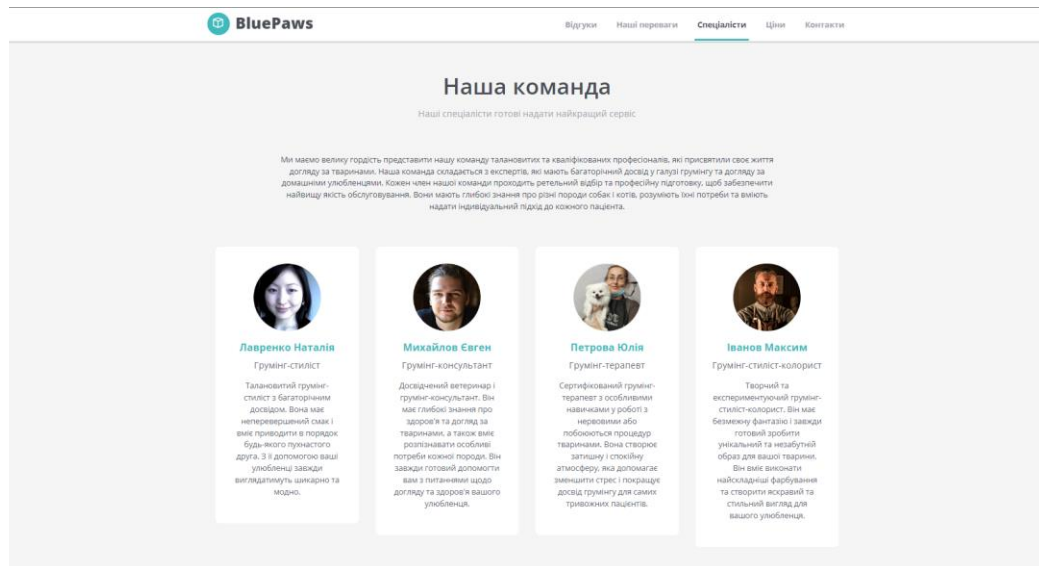 BluePaws
Відгуки Наші переваги Спеціалісти Ціни Контакти
Наша команда
Наші спеціалісти готові надати найкращий сервіс
Ми маємо велику гордість представити нашу команду талановитих та кваліфікованих професіоналів, які присвятили своє життя
догляду за тваринами. Наша команда складається з експертів, які мають багаторічний досвід у галузі грумінгу та догляду за
домашніми улюбленцями. Кожен член нашої команди проходить ретельний відбір та професійну підготовку, щоб забезпечити
найвищу якість обслуговування. Вони мають глибокі знання про різні породи собак і котів, розуміють їхні потреби та вміють
надати індивідуальний підхід до кожного пацієнта.
Лавренко Наталія
Грумінг-стиліст
Талановитий грумінг-
стиліст з багаторічним
досвідом. Вона має
неперевершений смак і
вміє приводити в порядок
будь-якого пухнастого
друга. З її допомогою ваші
улюбленці завжди
виглядатимуть шикарно та
модно.
Михайлов Євген
Грумінг-консультант
Досвідчений ветеринар і
грумінг-консультант. Він
має глибокі знання про
здоров'я та догляд за
тваринами, а також вміє
розпізнавати особливі
потреби кожної породи. Він
завжди готовий допомогти
вам з питаннями щодо
догляду та здоров'я вашого
улюбленця.
Петрова Юлія
Грумінг-терапевт
Сертифікований грумінг-
терапевт з особливими
навичками у роботі з
нервовими або
побоюються процедур
тваринами. Вона створює
затишну і спокійну
атмосферу, яка допомагає
зменшити стрес і покращує
досвід грумінгу для самих
тривожних пацієнтів.
Іванов Максим
Грумінг-стиліст-колорист
Творчий та
експериментуючий грумінг-
стиліст-колорист. Він має
безмежну фантазію і завжди
готовий зробити
унікальний та незабутній
образ для вашої тварини.
Він вміє виконати
найскладніші фарбування
та створити яскравий та
стильний вигляд для
вашого улюбленця.